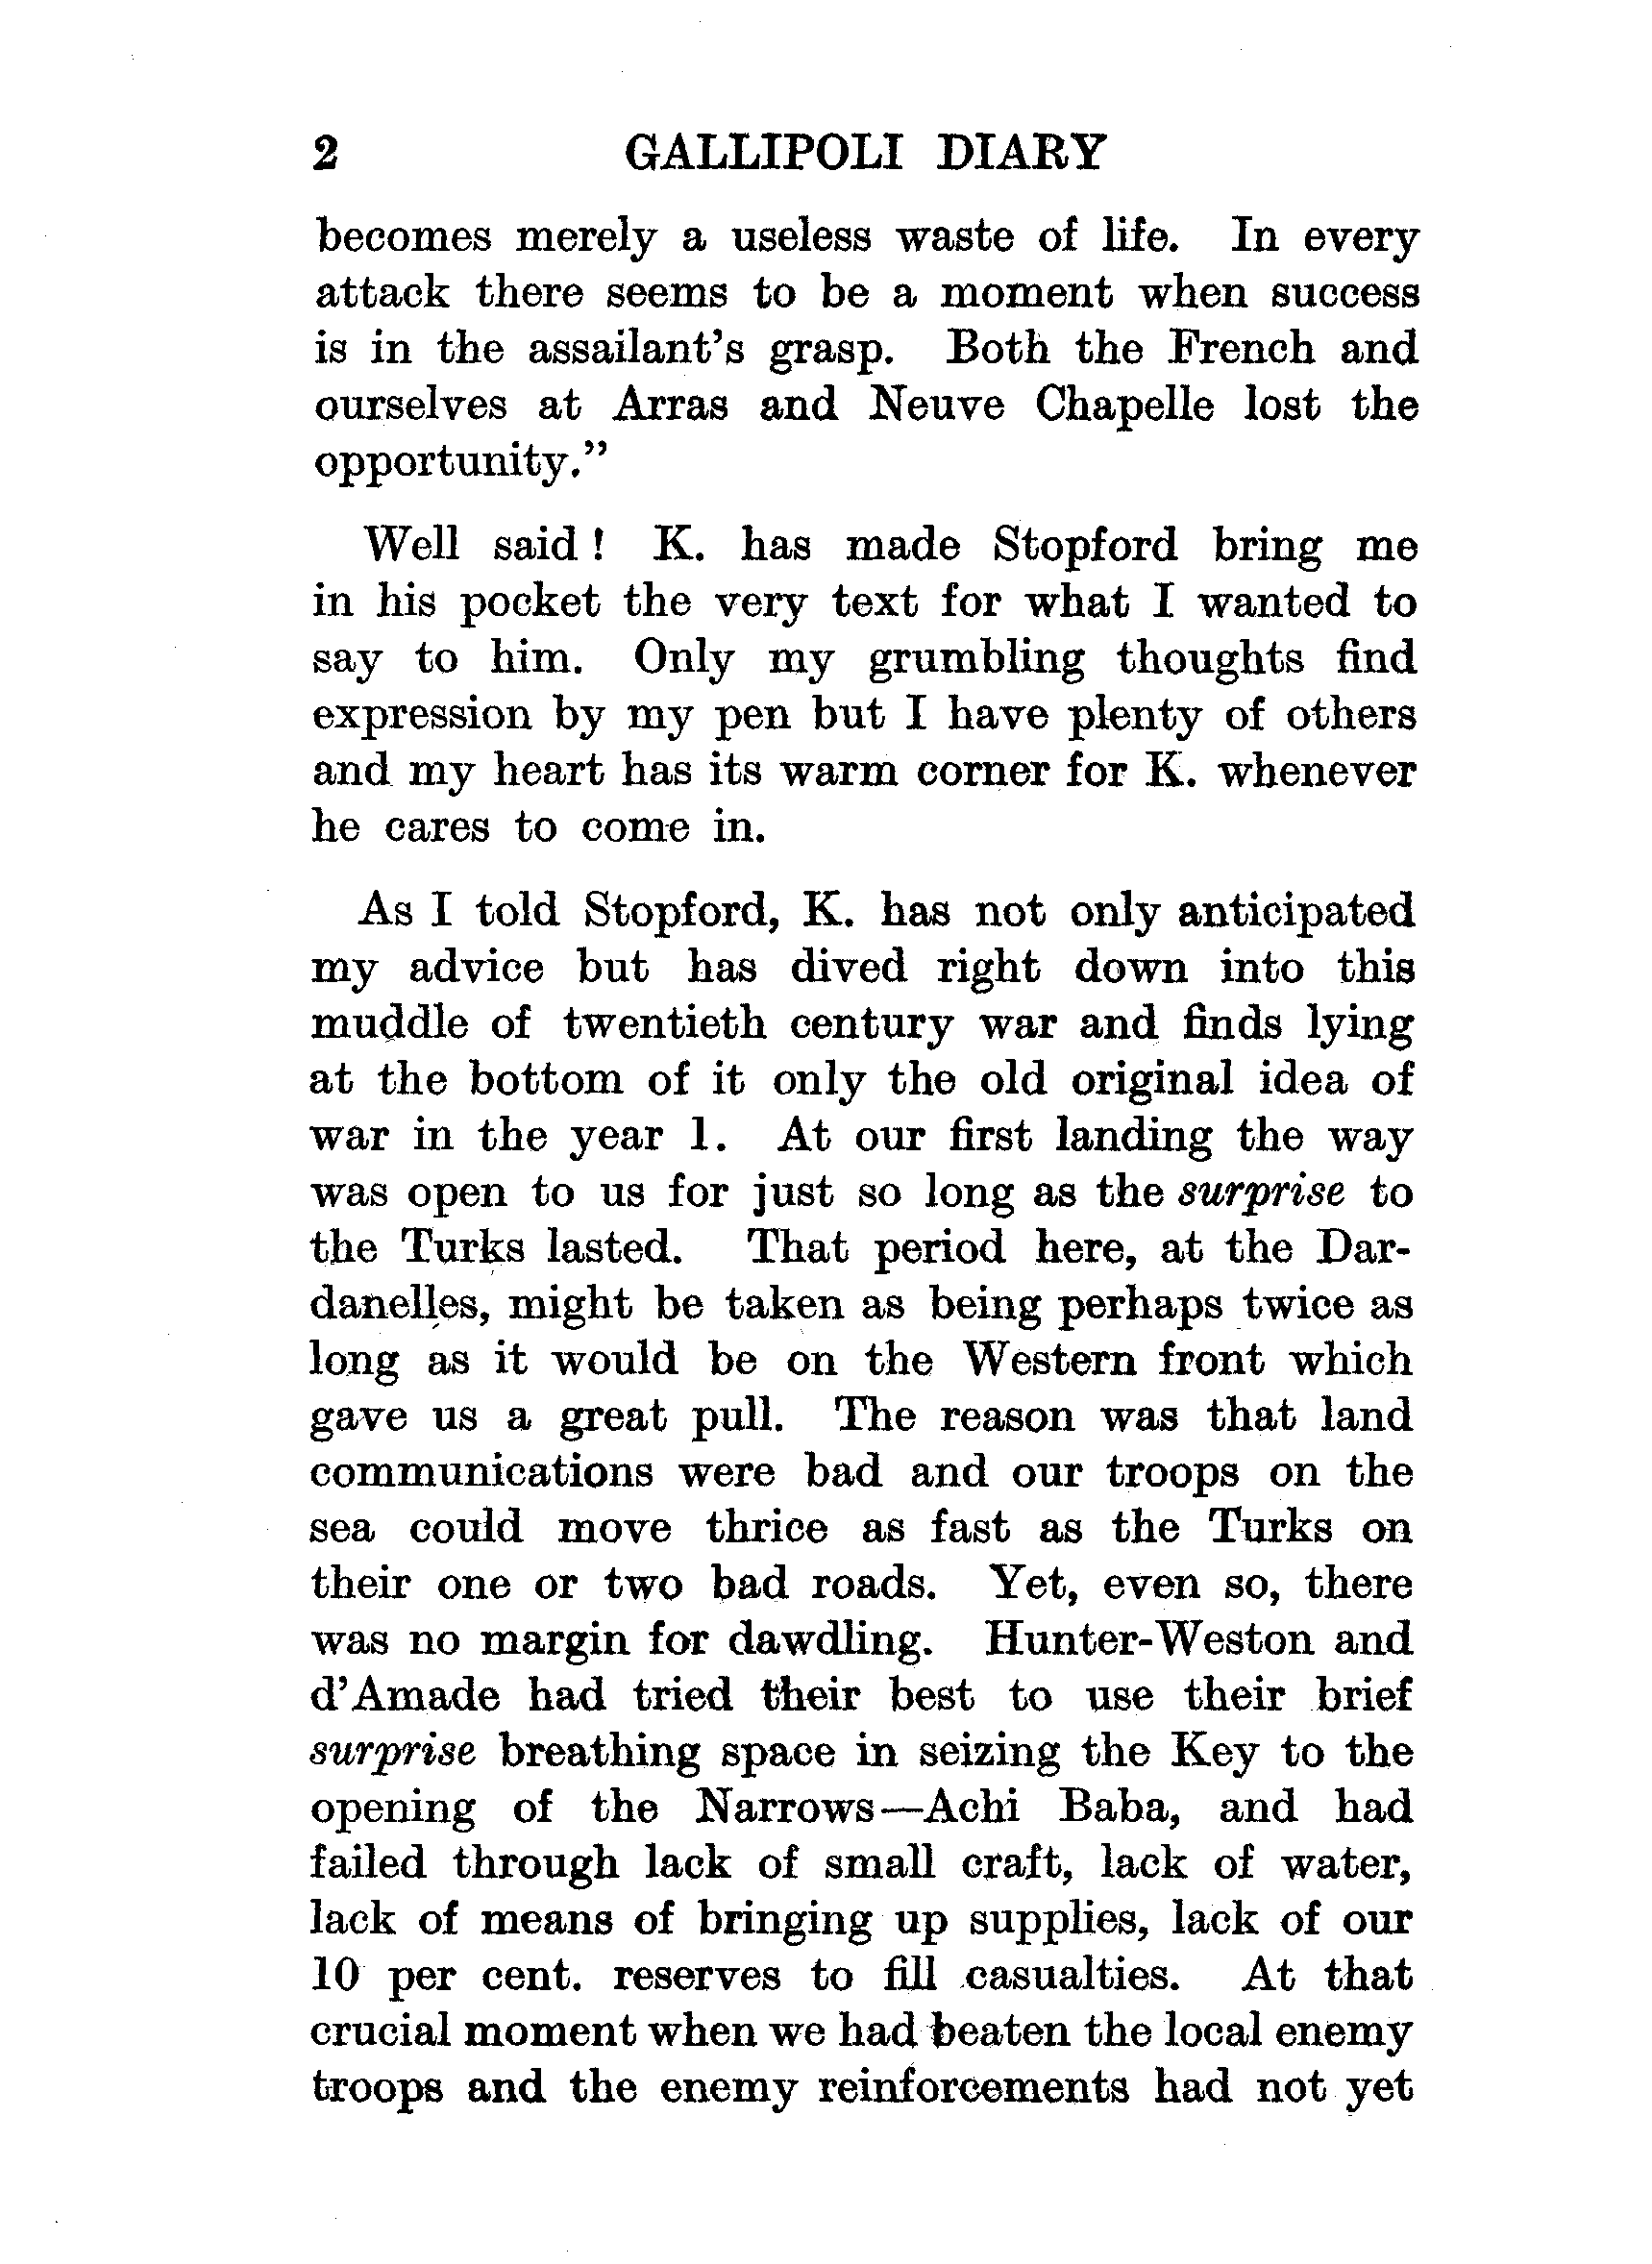 2 GALLIPOLI DIARY
becomes merely a useless waste of life. In every
attack there seems to be a moment when success
is in the assailant's grasp. Both the French and
ourselves at Arras and Neuve Chapelle lost the
opportunity."
Well said! K. has made Stopford bring me
in his pocket the very text for what I wanted to
say to him. Only my grumbling thoughts find
expression by my pen but I have plenty of others
and my heart has its warm corner for K. whenever
he cares to come in.
As I told Stopford, K. has not only anticipated
my advice but has dived right down into this
muddle of twentieth century war and finds lying
at the bottom of it only the old original idea of
war in the year 1. At our first landing the way
was open to us for just so long as the surprise to
the Turks lasted. That period here, at the Dar-
danelles, might be taken as being perhaps twice as
long as it would be on the Western front which
gave us a great pull. The reason was that land
communications were bad and our troops on the
sea could move thrice as fast as the Turks on
their one or two bad roads. Yet, even so, there
was no margin for dawdling. Hunter-Weston and
d'Amade had tried their best to use their brief
surprise breathing space in seizing the Key to the
opening of the Narrows—Achi Baba, and had
failed through lack of small craft, lack of water,
lack of means of bringing up supplies, lack of our
10 per cent. reserves to fill casualties. At that
crucial moment when we had beaten the local enemy
troops and the enemy reinforcements had not yet